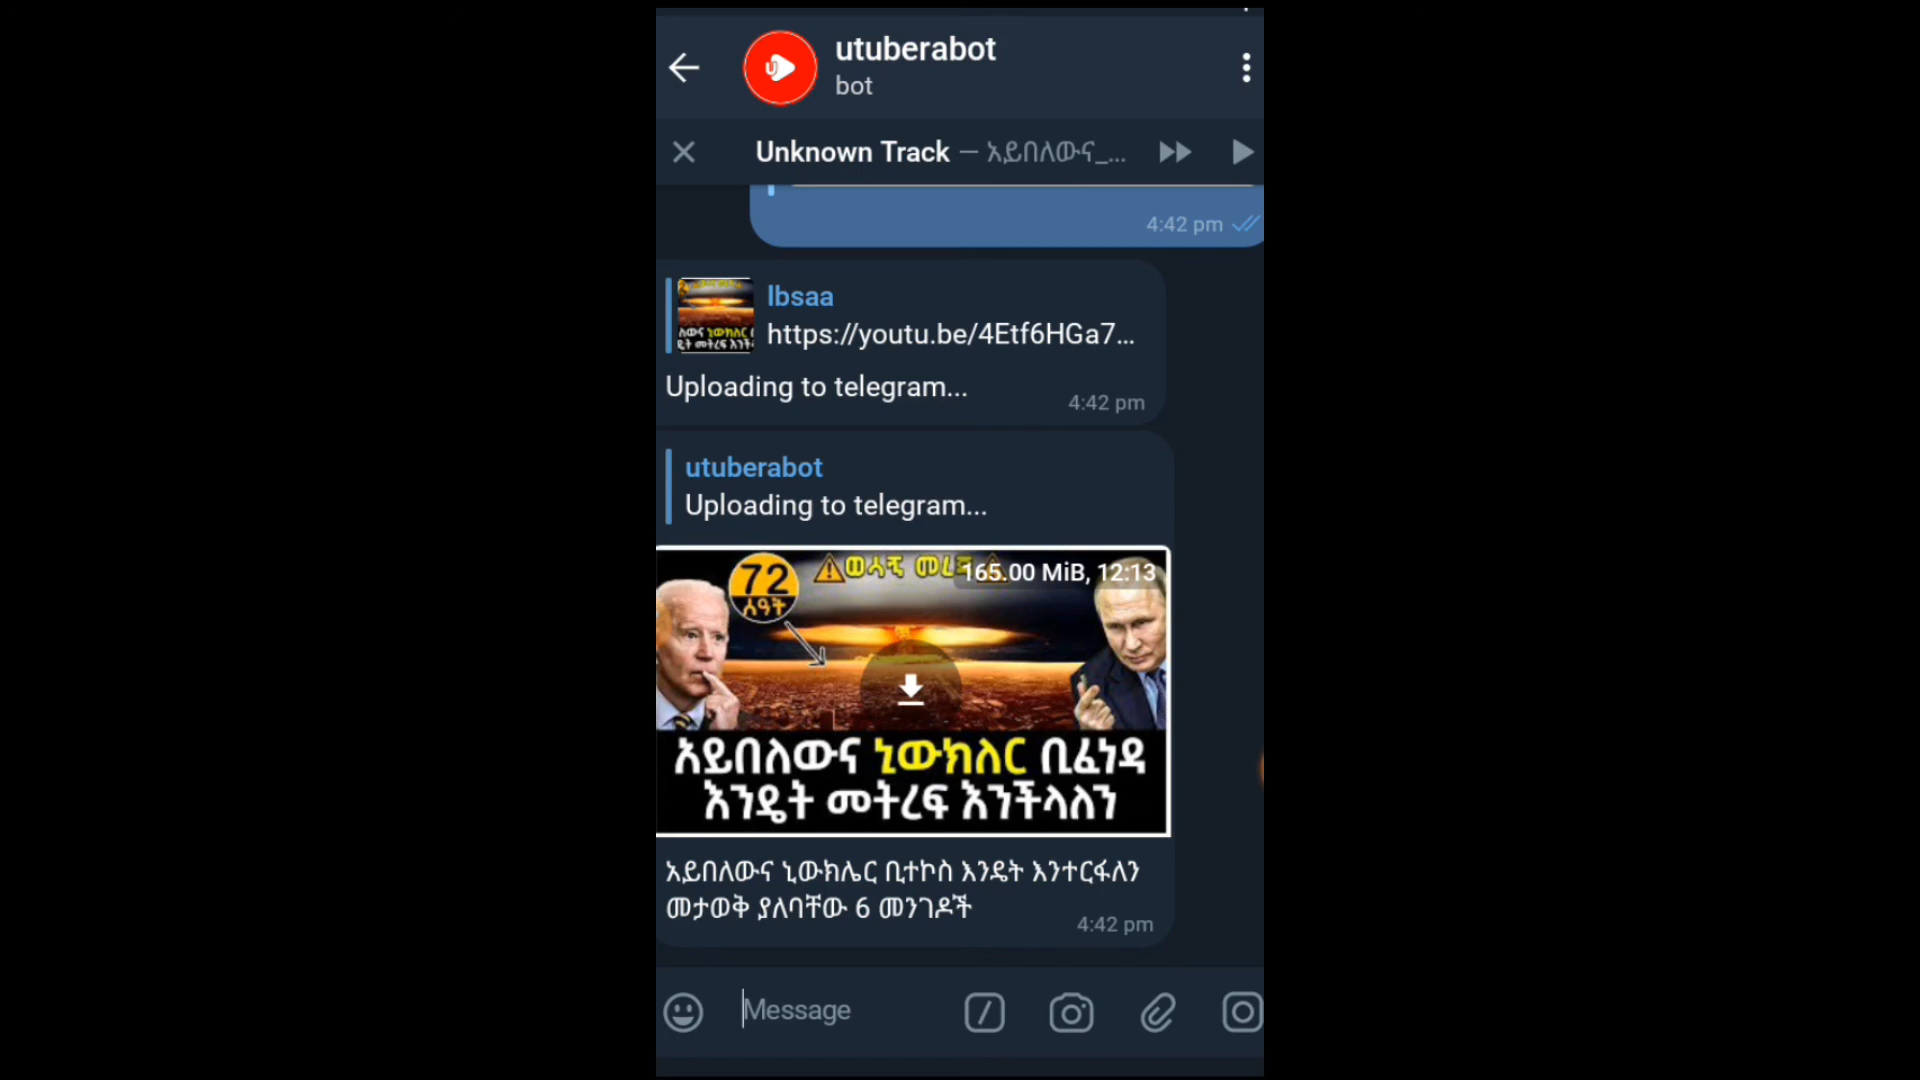 utuberabot
bot
Unknown Track — አይበለውና_...
4:42 pm
lbsaa
https://youtu.be/4Etf6HGa7...
Uploading to telegram...
4:42 pm
utuberabot
Uploading to telegram...
72
ሰዓት
ወሳኝ
165.00 MiB, 12:13
አይበለውና ኒውክለር ቢፈነዳ
እንዴት መትረፍ እንችላለን
አይበለውና ኒውክሌር ቢተኮስ እንዴት እንተርፋለን
መታወቅ ያለባቸው 6 መንገዶች
4:42 pm
Message